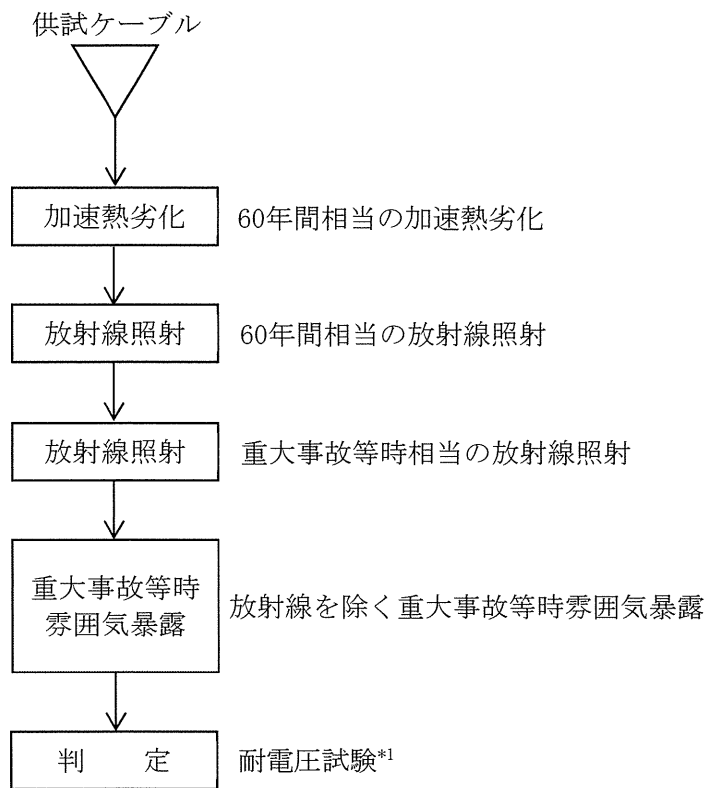 供試ケーブル
加速熱劣化 60年間相当の加速熱劣化
放射線照射 60年間相当の放射線照射
放射線照射 重大事故等時相当の放射線照射
重大事故等時
雰囲気暴露
放射線を除く重大事故等時雰囲気暴露
判 定 耐電圧試験*1